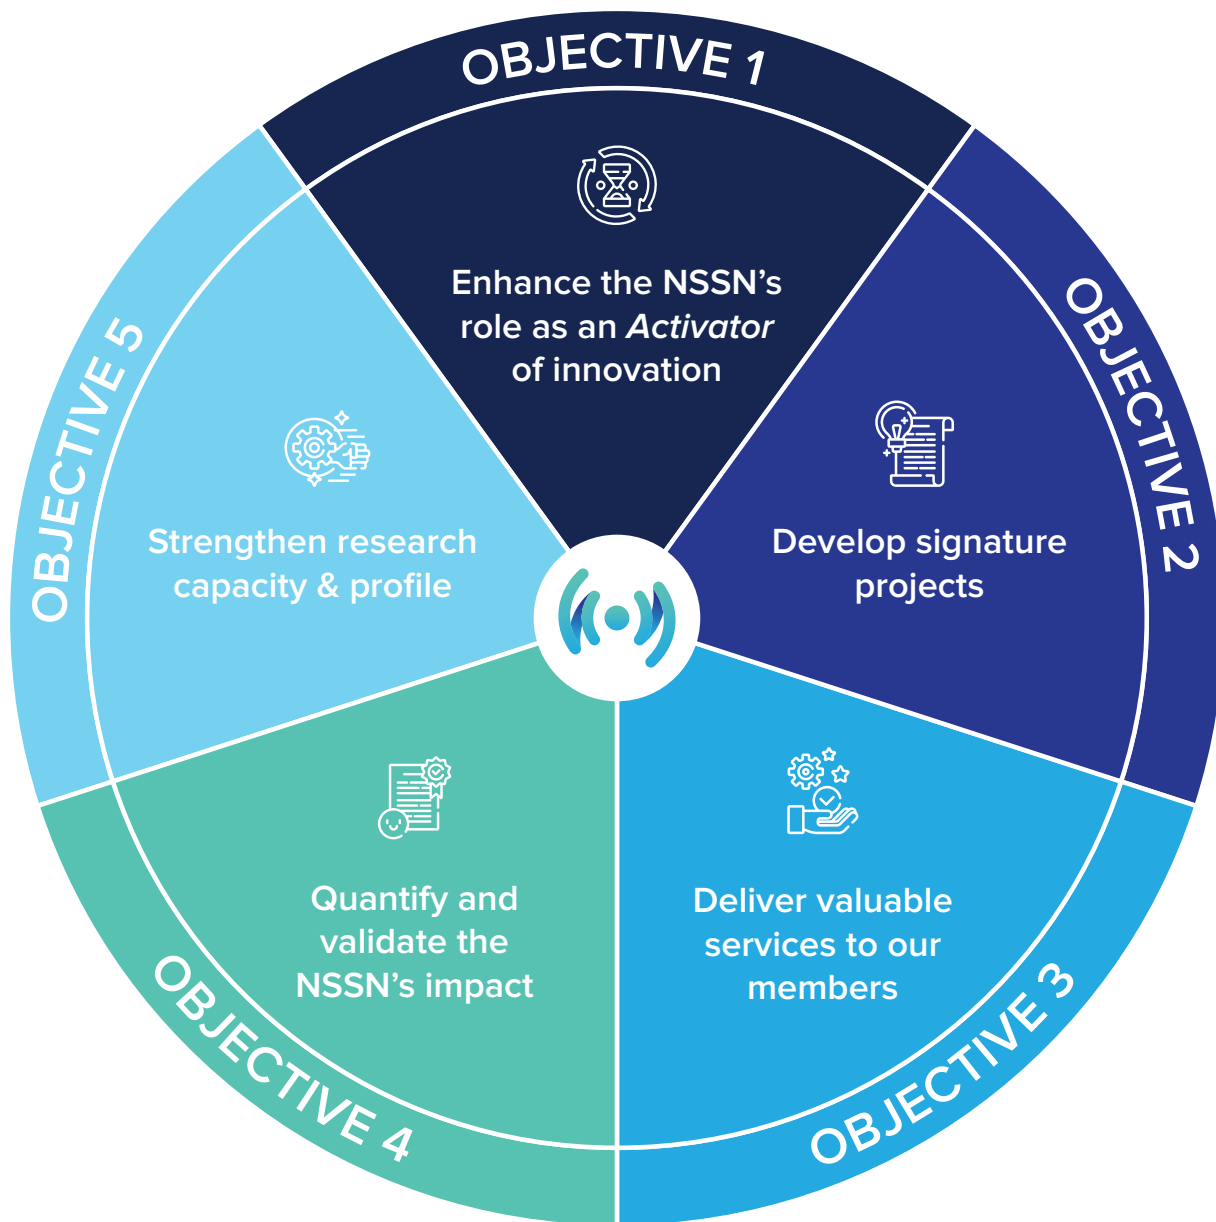 OBJECTIVE 1
Enhance the NSSN’s
role as an Activator
of innovation
OBJECTIVE 2
Develop signature
projects
OBJECTIVE 3
Deliver valuable
services to our
members
OBJECTIVE 4
Quantify and
validate the
NSSN’s impact
OBJECTIVE 5
Strengthen research
capacity & profile